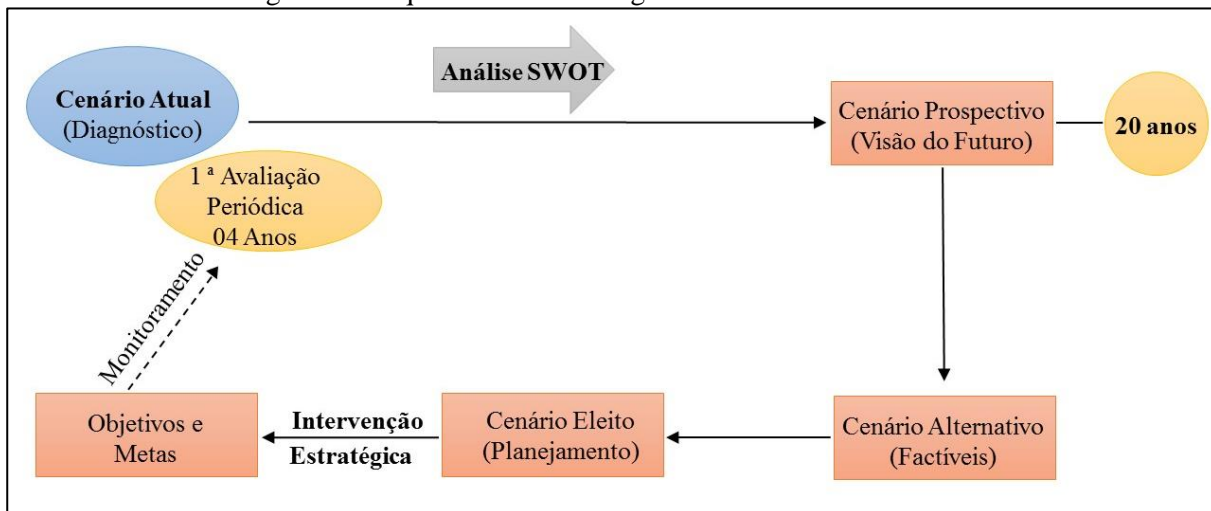 Análise SWOT
Cenário Atual
(Diagnóstico)
Cenário Prospectivo
(Visão do Futuro)
20 anos
1 ª Avaliação
Periódica
04 Anos
Monitoramento
Objetivos e
Metas
Intervenção
Estratégica
Cenário Eleito
(Planejamento)
Cenário Alternativo
(Factíveis)